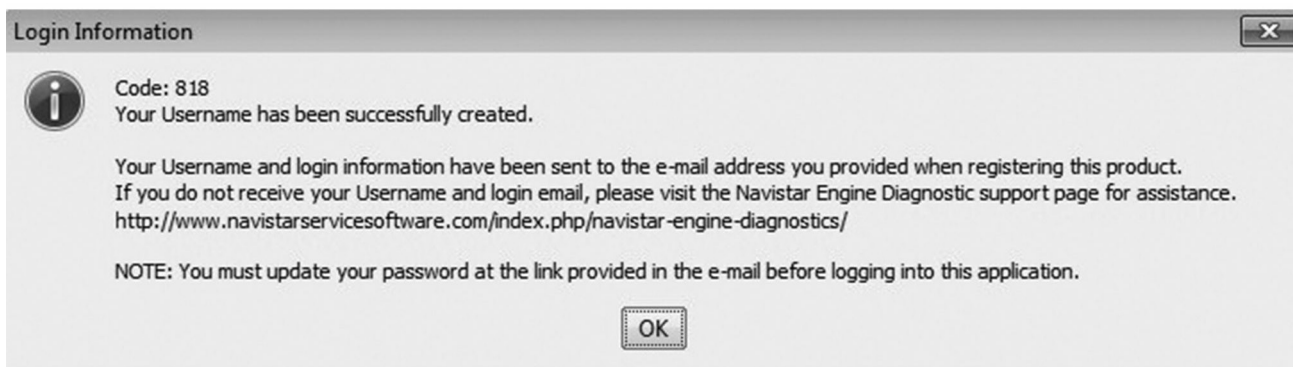 Login Information
Code: 818
Your Username has been successfully created.
Your Username and login information have been sent to the e-mail address you provided when registering this product.
If you do not receive your Username and login email, please visit the Navistar Engine Diagnostic support page for assistance.
http://www.navistarservicesoftware.com/index.php/navistar-engine-diagnostics/
NOTE: You must update your password at the link provided in the e-mail before logging into this application.
OK